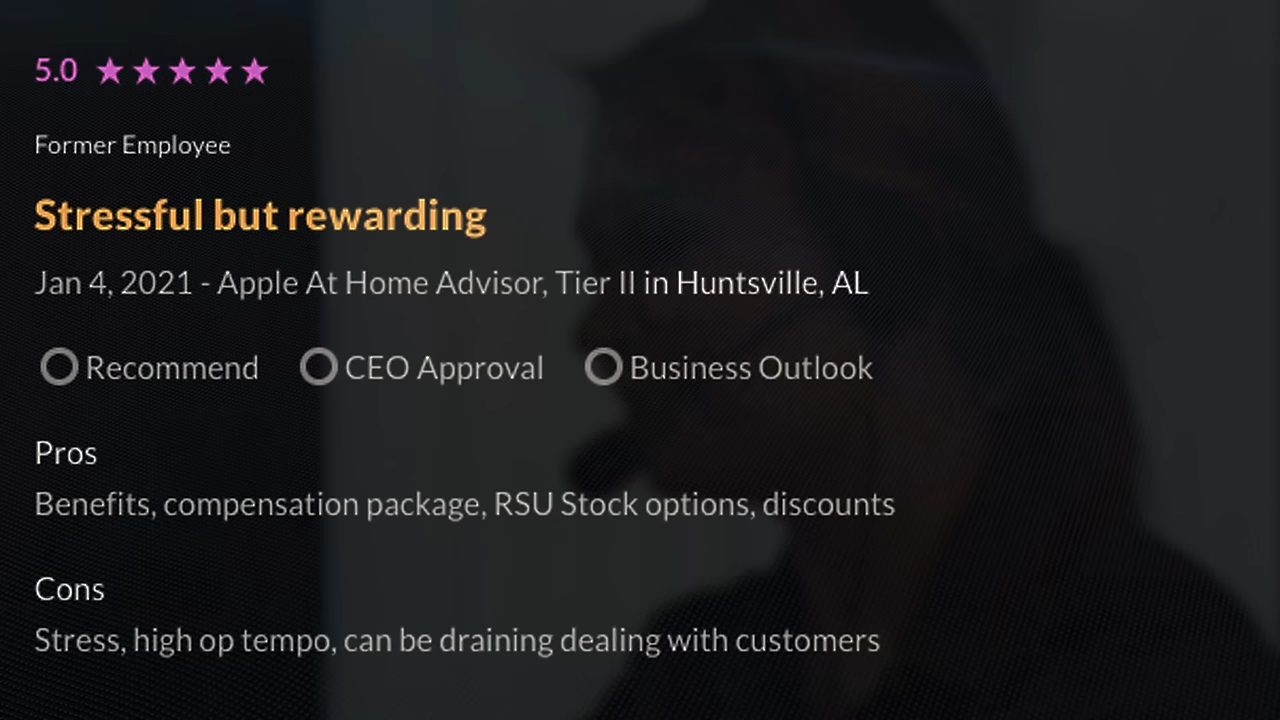 5.0 ★★★★★
Former Employee
Stressful but rewarding
Jan 4, 2021 - Apple At Home Advisor, Tier II in Huntsville, AL
Recommend CEO Approval Business Outlook
Pros
Benefits, compensation package, RSU Stock options, discounts
Cons
Stress, high op tempo, can be draining dealing with customers